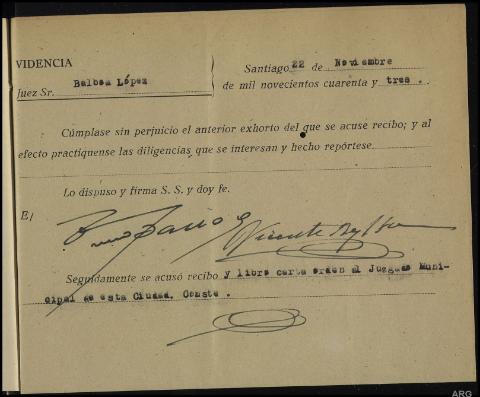 VIDENCIA
Juez Sr. Balboa López
Santiago 22 de Noviembre
de mil novecientos cuarenta y tres .
Cúmplase sin perjuicio el anterior exhorto del que se acuse recibo; y al
efecto practíquense las diligencias que se interesan y hecho repórtese
Lo dispuso y firma S. S. y doy fe.
E/
Vicente
Seguidamente se acusó recibo y libro carta orden al Juzgado Muni-
cipal de esta Ciudad. Conste .
ARG